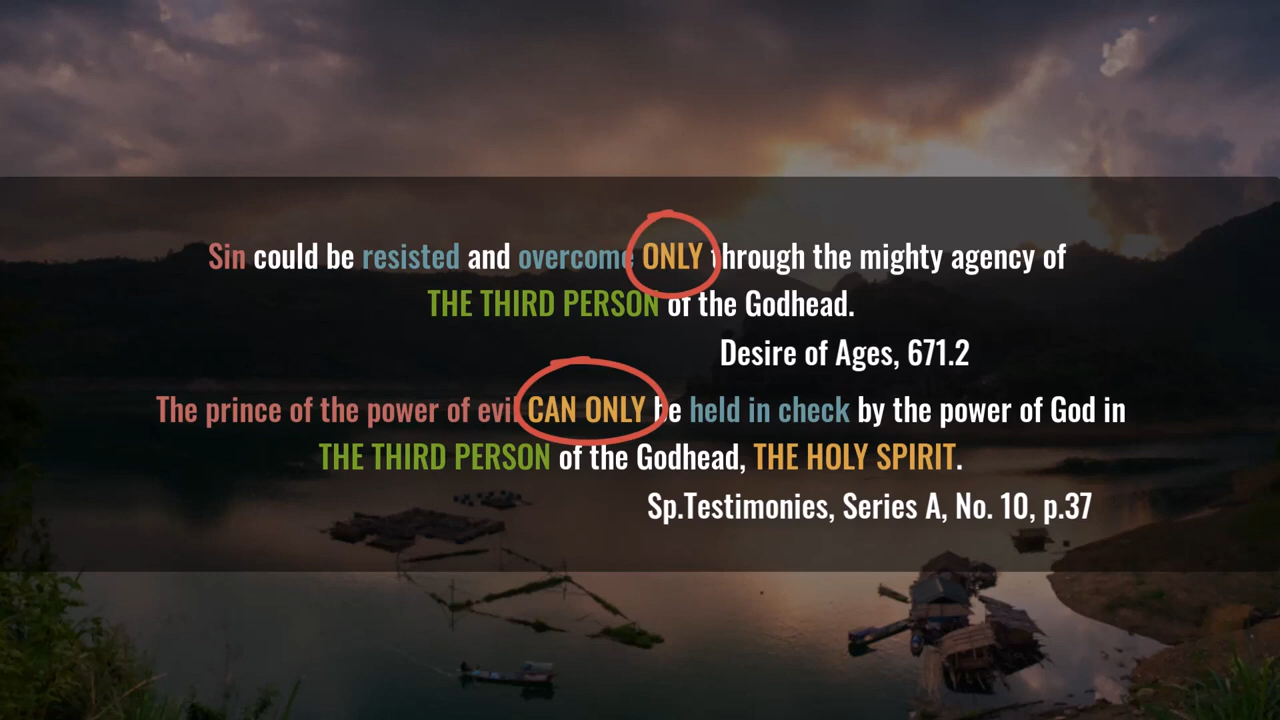 Sin could be resisted and overcome ONLY through the mighty agency of
THE THIRD PERSON of the Godhead.
Desire of Ages, 671.2
The prince of the power of evil CAN ONLY be held in check by the power of God in
THE THIRD PERSON of the Godhead, THE HOLY SPIRIT.
Sp.Testimonies, Series A, No. 10, p.37